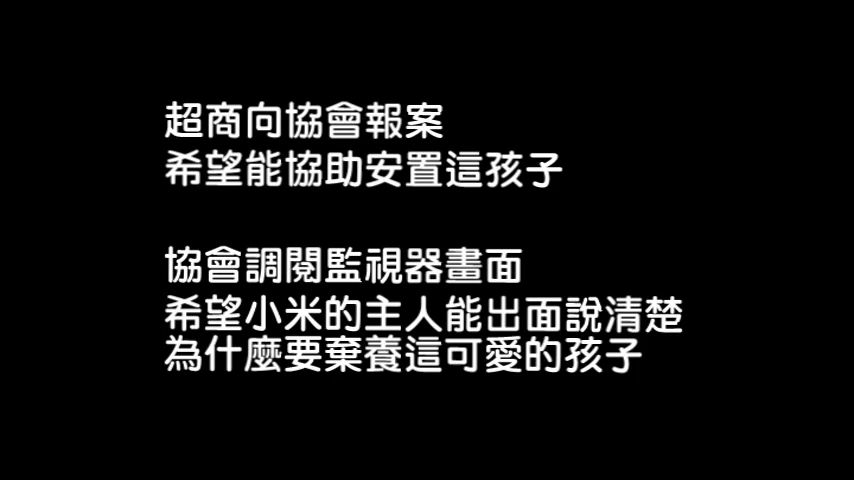 超商向協會報案
希望能協助安置這孩子
協會調閱監視器畫面
希望小米的主人能出面說清楚
為什麼要棄養這可愛的孩子